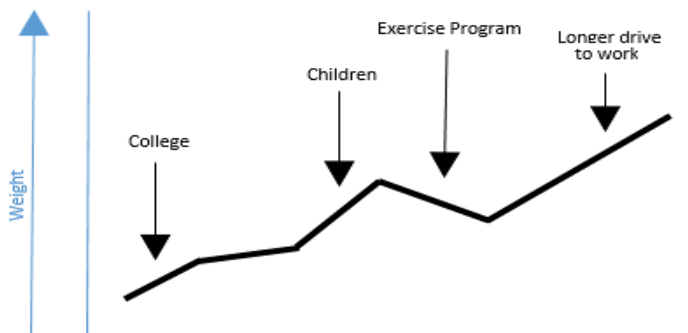 Exercise Program
Longer drive
to work
Children
College
Weight